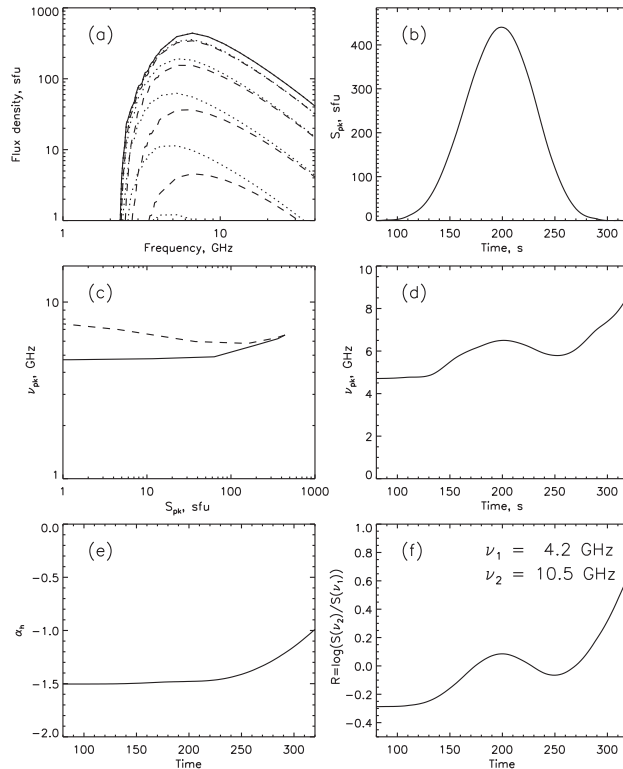 (a)
1000
100
10
1
Flux density, sfu
1
10
Frequency, GHz
(b)
400
300
200
100
0
S_pk, sfu
100
150
200
250
300
Time, s
(c)
10
1
ν_pk, GHz
1
10
100
1000
S_pk, sfu
(d)
10
8
6
4
2
0
ν_pk, GHz
100
150
200
250
300
Time, s
(e)
0.0
−0.5
−1.0
−1.5
−2.0
α_h
100
150
200
250
300
Time
(f)
ν₁ = 4.2 GHz
ν₂ = 10.5 GHz
1.0
0.8
0.6
0.4
0.2
0.0
−0.2
−0.4
R=log(S(ν₂)/S(ν₁))
100
150
200
250
300
Time